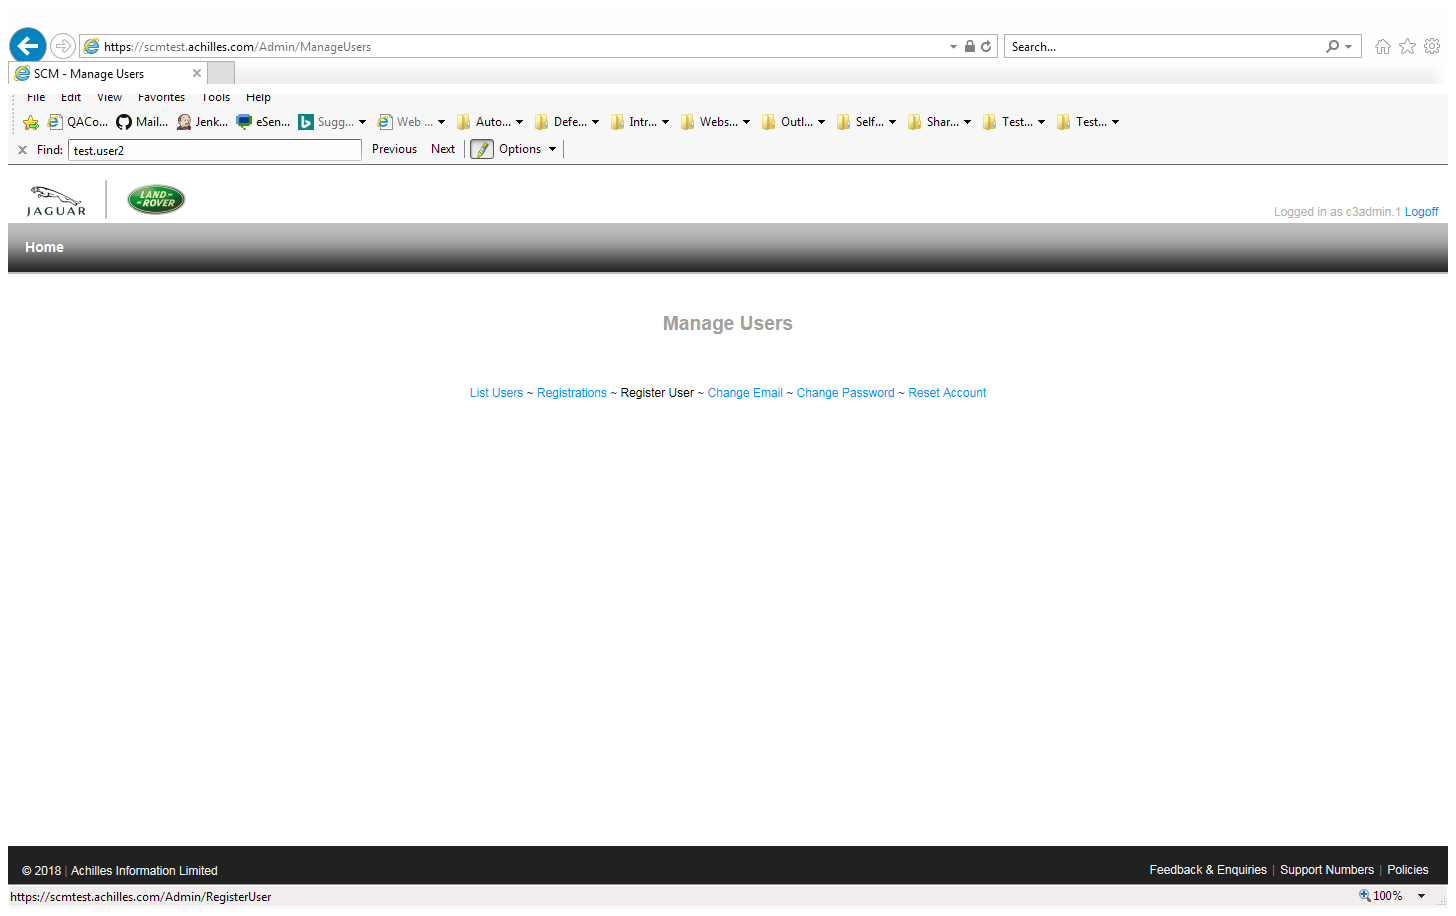 https://scmtest.achilles.com/Admin/ManageUsers
Search...
SCM - Manage Users
File Edit View Favorites Tools Help
QACo... Mail... Jenk... eSen... Sugg... Web ... Auto... Defe... Intr... Webs... Outl... Self... Shar... Test... Test...
x Find: test.user2 Previous Next Options
JAGUAR
LAND-
-ROVER
Logged in as c3admin.1 Logoff
Home
Manage Users
List Users ~ Registrations ~ Register User ~ Change Email ~ Change Password ~ Reset Account
© 2018 | Achilles Information Limited
Feedback & Enquiries | Support Numbers | Policies
https://scmtest.achilles.com/Admin/RegisterUser
100%